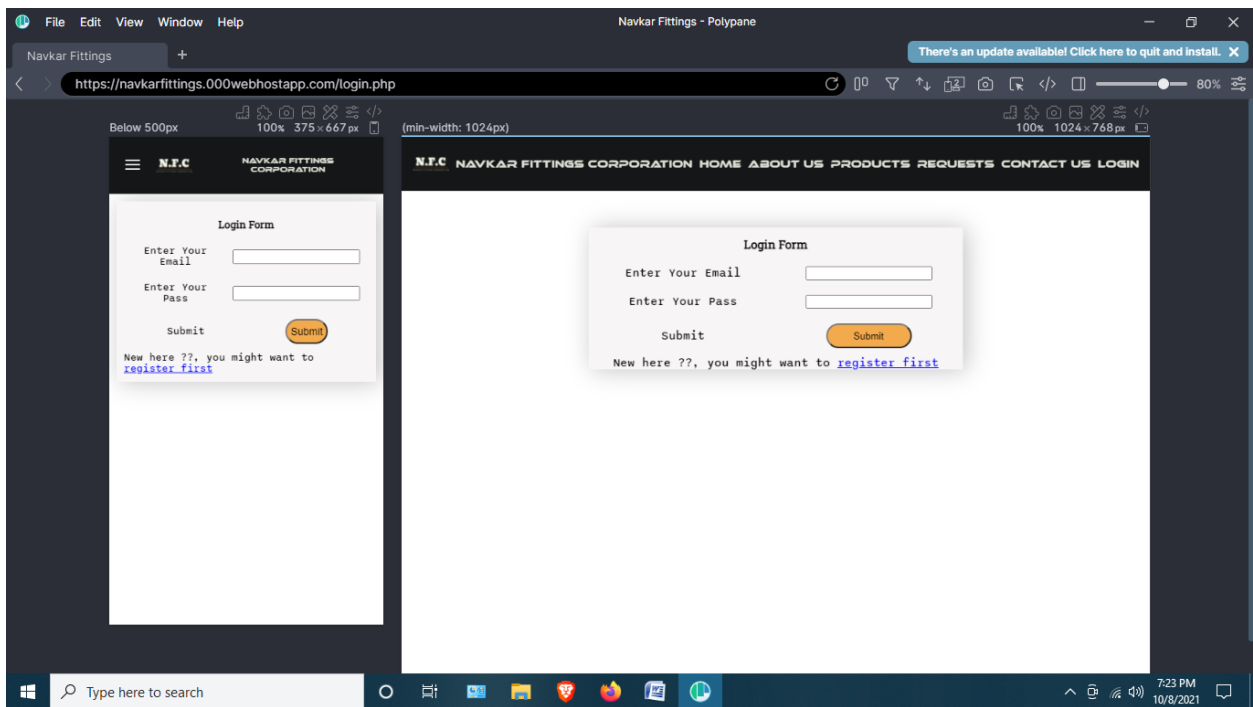 File Edit View Window Help
Navkar Fittings - Polypane
Navkar Fittings
There's an update available! Click here to quit and install. X
https://navkarfittings.000webhostapp.com/login.php
80%
Below 500px
100% 375×667 px
N.F.C
NAVKAR FITTINGS
CORPORATION
Login Form
Enter Your
Email
Enter Your
Pass
Submit Submit
New here ??, you might want to
register first
(min-width: 1024px)
100% 1024×768 px
N.F.C NAVKAR FITTINGS CORPORATION HOME ABOUT US PRODUCTS REQUESTS CONTACT US LOGIN
Login Form
Enter Your Email
Enter Your Pass
Submit Submit
New here ??, you might want to register first
Type here to search
7:23 PM
10/8/2021